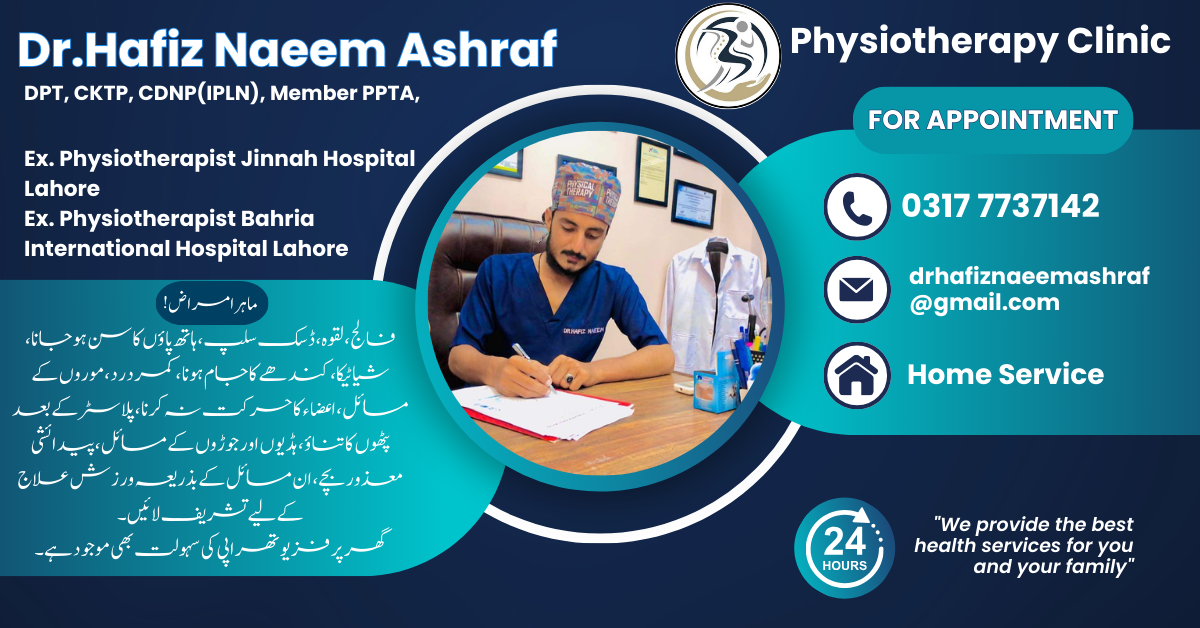 Dr.Hafiz Naeem Ashraf
DPT, CKTP, CDNP(IPLN), Member PPTA,
Ex. Physiotherapist Jinnah Hospital
Lahore
Ex. Physiotherapist Bahria
International Hospital Lahore
ماہر امراض!
فالج، لقوہ، ڈسک سلپ، ہاتھ پاؤں کا سن ہو جانا،
شیاٹیکا، کندھے کا جام ہونا، کمر درد، موروں کے
مسائل، اعضاء کا حرکت نہ کرنا، پلاسٹر کے بعد
پٹھوں کا تناؤ، ہڈیوں اور جوڑوں کے مسائل، پیدائشی
معذور بچے، ان مسائل کے بذریعہ ورزش علاج
کے لیے تشریف لائیں۔
گھر پر فزیو تھراپی کی سہولت بھی موجود ہے۔
PHYSICAL
THERAPY
DR.HAFIZ NAEEM
Physiotherapy Clinic
FOR APPOINTMENT
0317 7737142
drhafiznaeemashraf
@gmail.com
Home Service
24
HOURS
"We provide the best
health services for you
and your family"